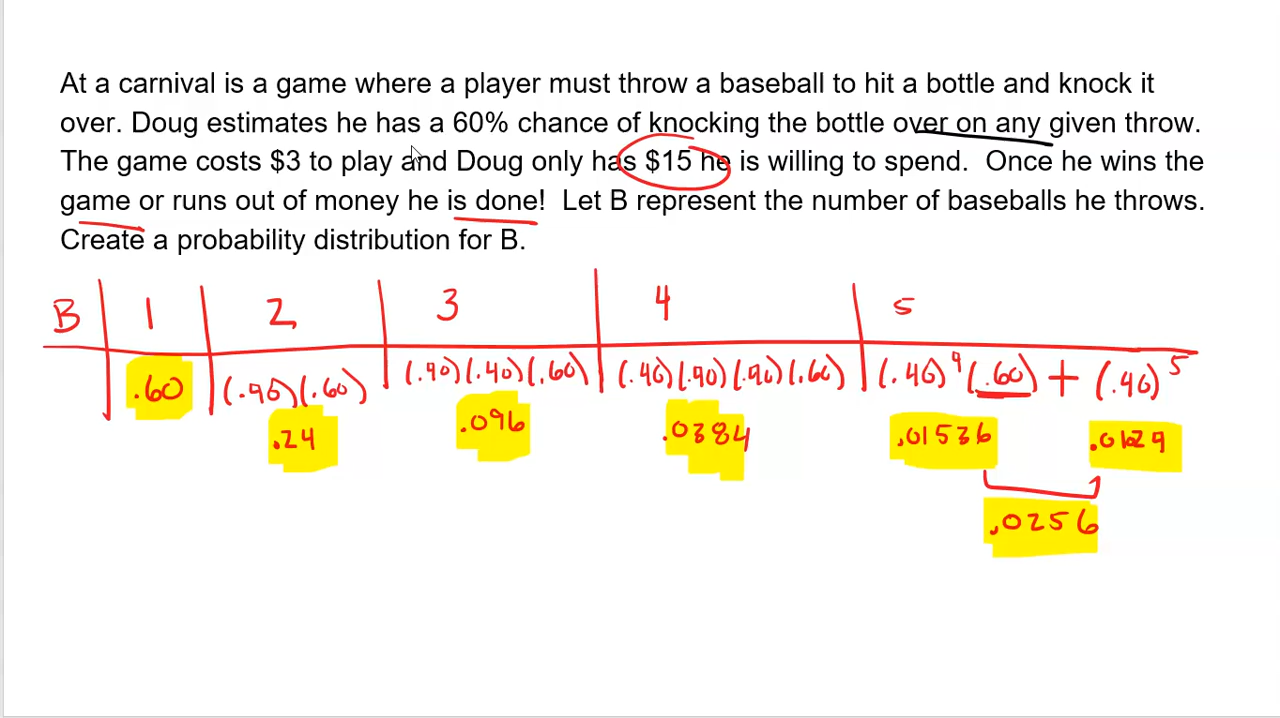 At a carnival is a game where a player must throw a baseball to hit a bottle and knock it
over. Doug estimates he has a 60% chance of knocking the bottle over on any given throw.
The game costs $3 to play and Doug only has $15 he is willing to spend. Once he wins the
game or runs out of money he is done! Let B represent the number of baseballs he throws.
Create a probability distribution for B.
B 1 2 3 4 5
.60 (.40)(.60) (.40)(.40)(.60) (.40)(.40)(.40)(.60) (.40)^4(.60) + (.40)^5
.24 .096 .0384 .01536 .0129
.0256